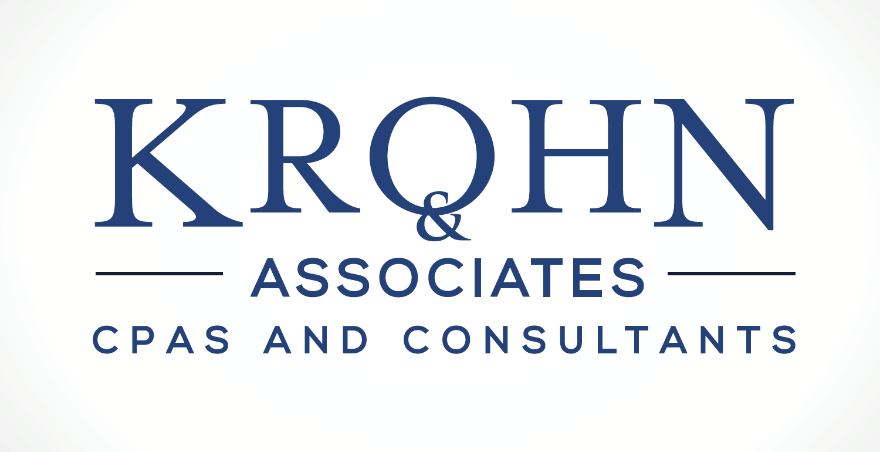 KROHN
&
ASSOCIATES
CPAS AND CONSULTANTS